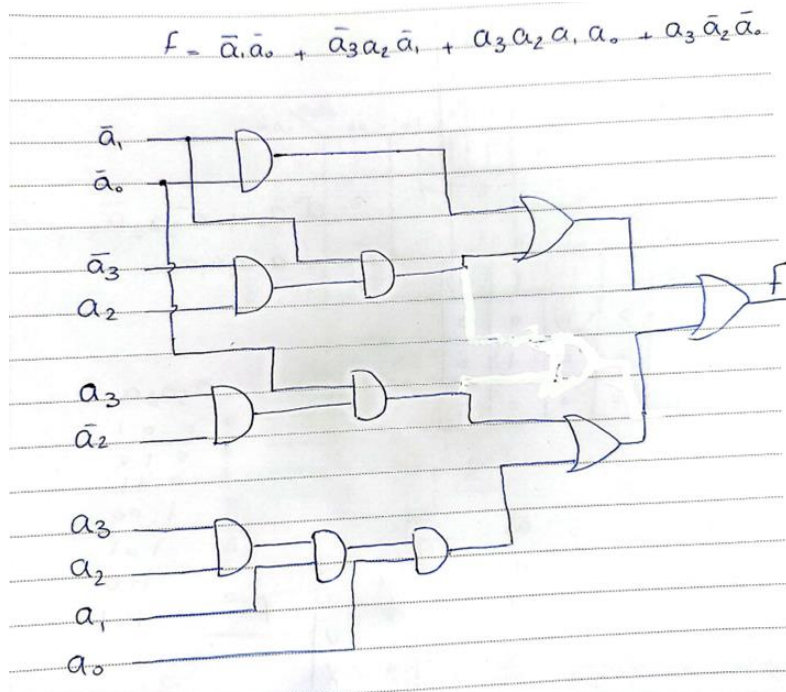 f = ā₁ā₀ + ā₃a₂ā₁ + a₃a₂a₁a₀ + a₃ā₂ā₀
ā₁
ā₀
ā₃
a₂
f
a₃
ā₂
a₃
a₂
a₁
a₀